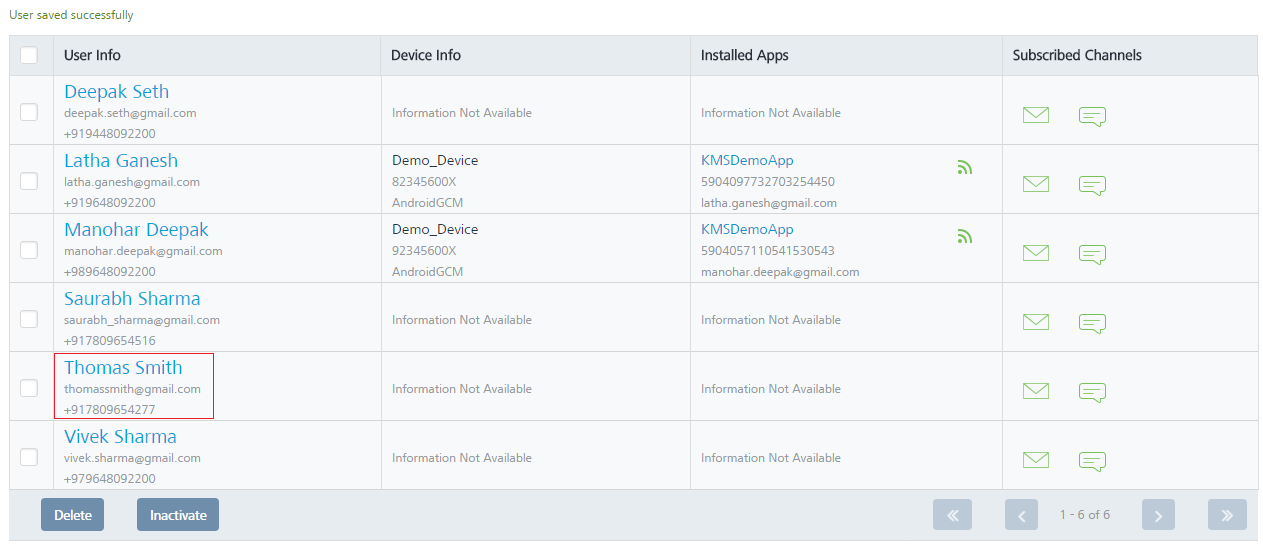 User saved successfully
User Info Device Info Installed Apps Subscribed Channels
Deepak Seth
deepak.seth@gmail.com Information Not Available Information Not Available
+919448092200
Latha Ganesh Demo_Device KMSDemoApp
latha.ganesh@gmail.com 82345600X 5904097732703254450
+919648092200 AndroidGCM latha.ganesh@gmail.com
Manohar Deepak Demo_Device KMSDemoApp
manohar.deepak@gmail.com 92345600X 5904057110541530543
+989648092200 AndroidGCM manohar.deepak@gmail.com
Saurabh Sharma
saurabh_sharma@gmail.com Information Not Available Information Not Available
+917809654516
Thomas Smith
thomassmith@gmail.com Information Not Available Information Not Available
+917809654277
Vivek Sharma
vivek.sharma@gmail.com Information Not Available Information Not Available
+979648092200
Delete Inactivate 1 - 6 of 6